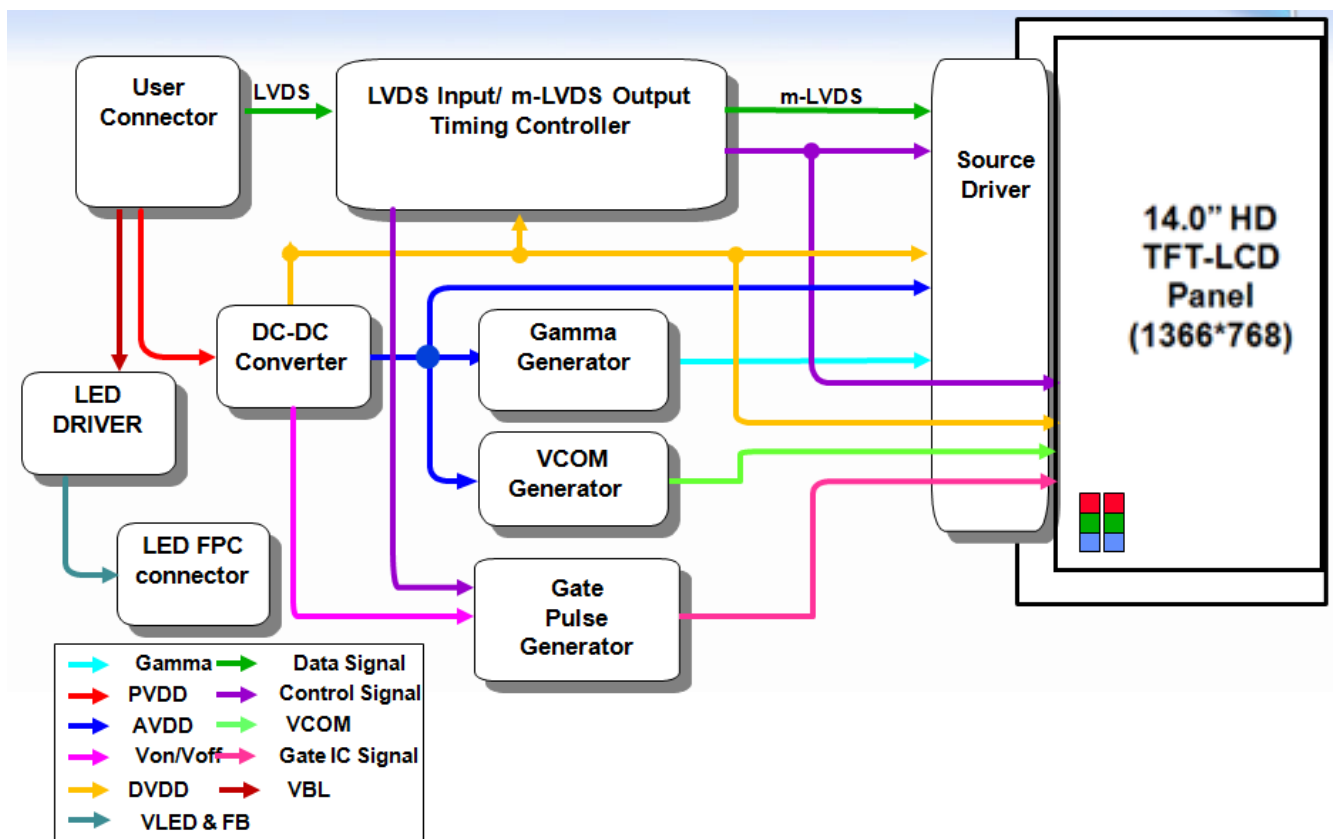 User
Connector
LVDS
LVDS Input/ m-LVDS Output
Timing Controller
m-LVDS
Source
Driver
14.0” HD
TFT-LCD
Panel
(1366*768)
DC-DC
Converter
Gamma
Generator
LED
DRIVER
VCOM
Generator
LED FPC
connector
Gate
Pulse
Generator
Gamma
Data Signal
PVDD
Control Signal
AVDD
VCOM
Von/Voff
Gate IC Signal
DVDD
VBL
VLED & FB